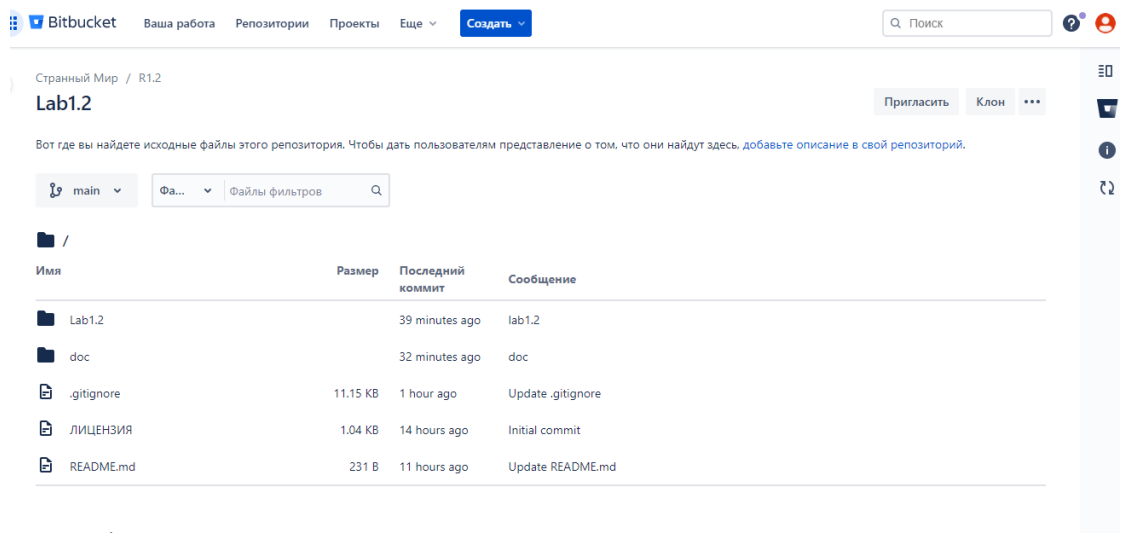 Bitbucket Ваша работа Репозитории Проекты Еще Создать Поиск
Странный Мир / R1.2
Lab1.2 Пригласить Клон
Вот где вы найдете исходные файлы этого репозитория. Чтобы дать пользователям представление о том, что они найдут здесь, добавьте описание в свой репозиторий.
main Фа... Файлы фильтров
/
Имя Размер Последний коммит Сообщение
Lab1.2 39 minutes ago lab1.2
doc 32 minutes ago doc
.gitignore 11.15 KB 1 hour ago Update .gitignore
ЛИЦЕНЗИЯ 1.04 KB 14 hours ago Initial commit
README.md 231 B 11 hours ago Update README.md